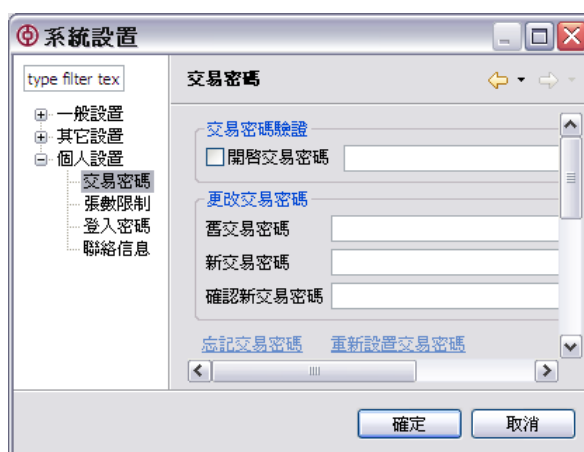 系統設置
type filter tex
交易密碼
一般設置
其它設置
個人設置
交易密碼
張數限制
登入密碼
聯絡信息
交易密碼驗證
開啓交易密碼
更改交易密碼
舊交易密碼
新交易密碼
確認新交易密碼
忘記交易密碼 重新設置交易密碼
確定 取消